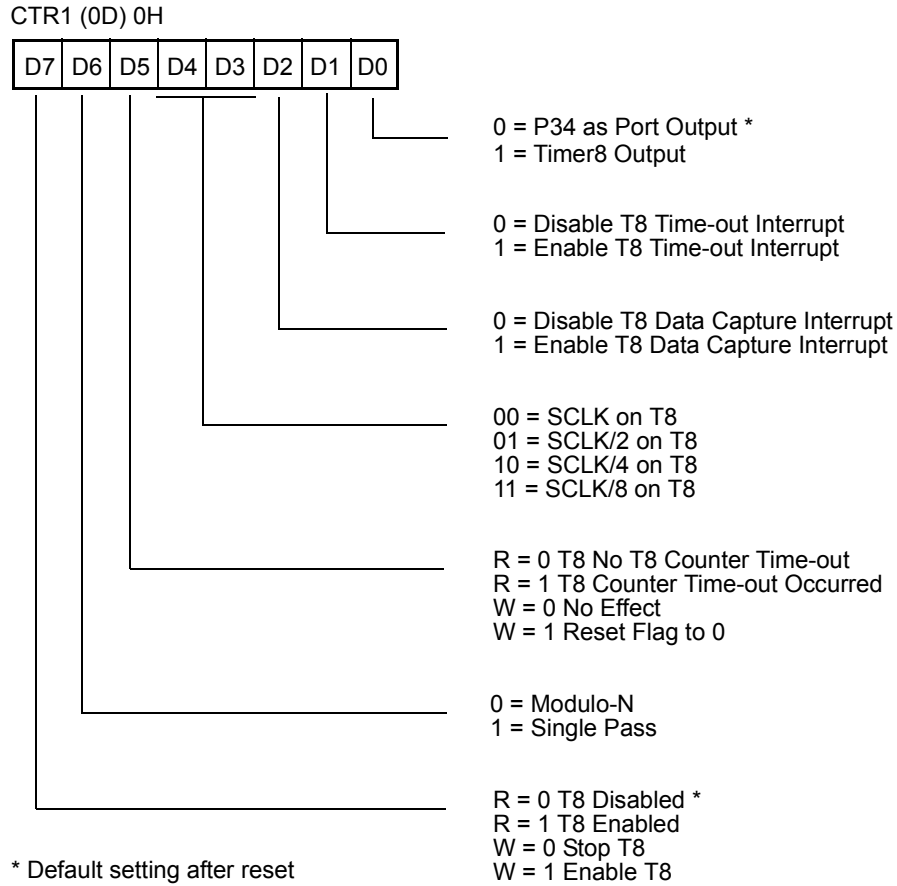 CTR1 (0D) 0H
D7 D6 D5 D4 D3 D2 D1 D0
0 = P34 as Port Output *
1 = Timer8 Output
0 = Disable T8 Time-out Interrupt
1 = Enable T8 Time-out Interrupt
0 = Disable T8 Data Capture Interrupt
1 = Enable T8 Data Capture Interrupt
00 = SCLK on T8
01 = SCLK/2 on T8
10 = SCLK/4 on T8
11 = SCLK/8 on T8
R = 0 T8 No T8 Counter Time-out
R = 1 T8 Counter Time-out Occurred
W = 0 No Effect
W = 1 Reset Flag to 0
0 = Modulo-N
1 = Single Pass
R = 0 T8 Disabled *
R = 1 T8 Enabled
W = 0 Stop T8
W = 1 Enable T8
* Default setting after reset